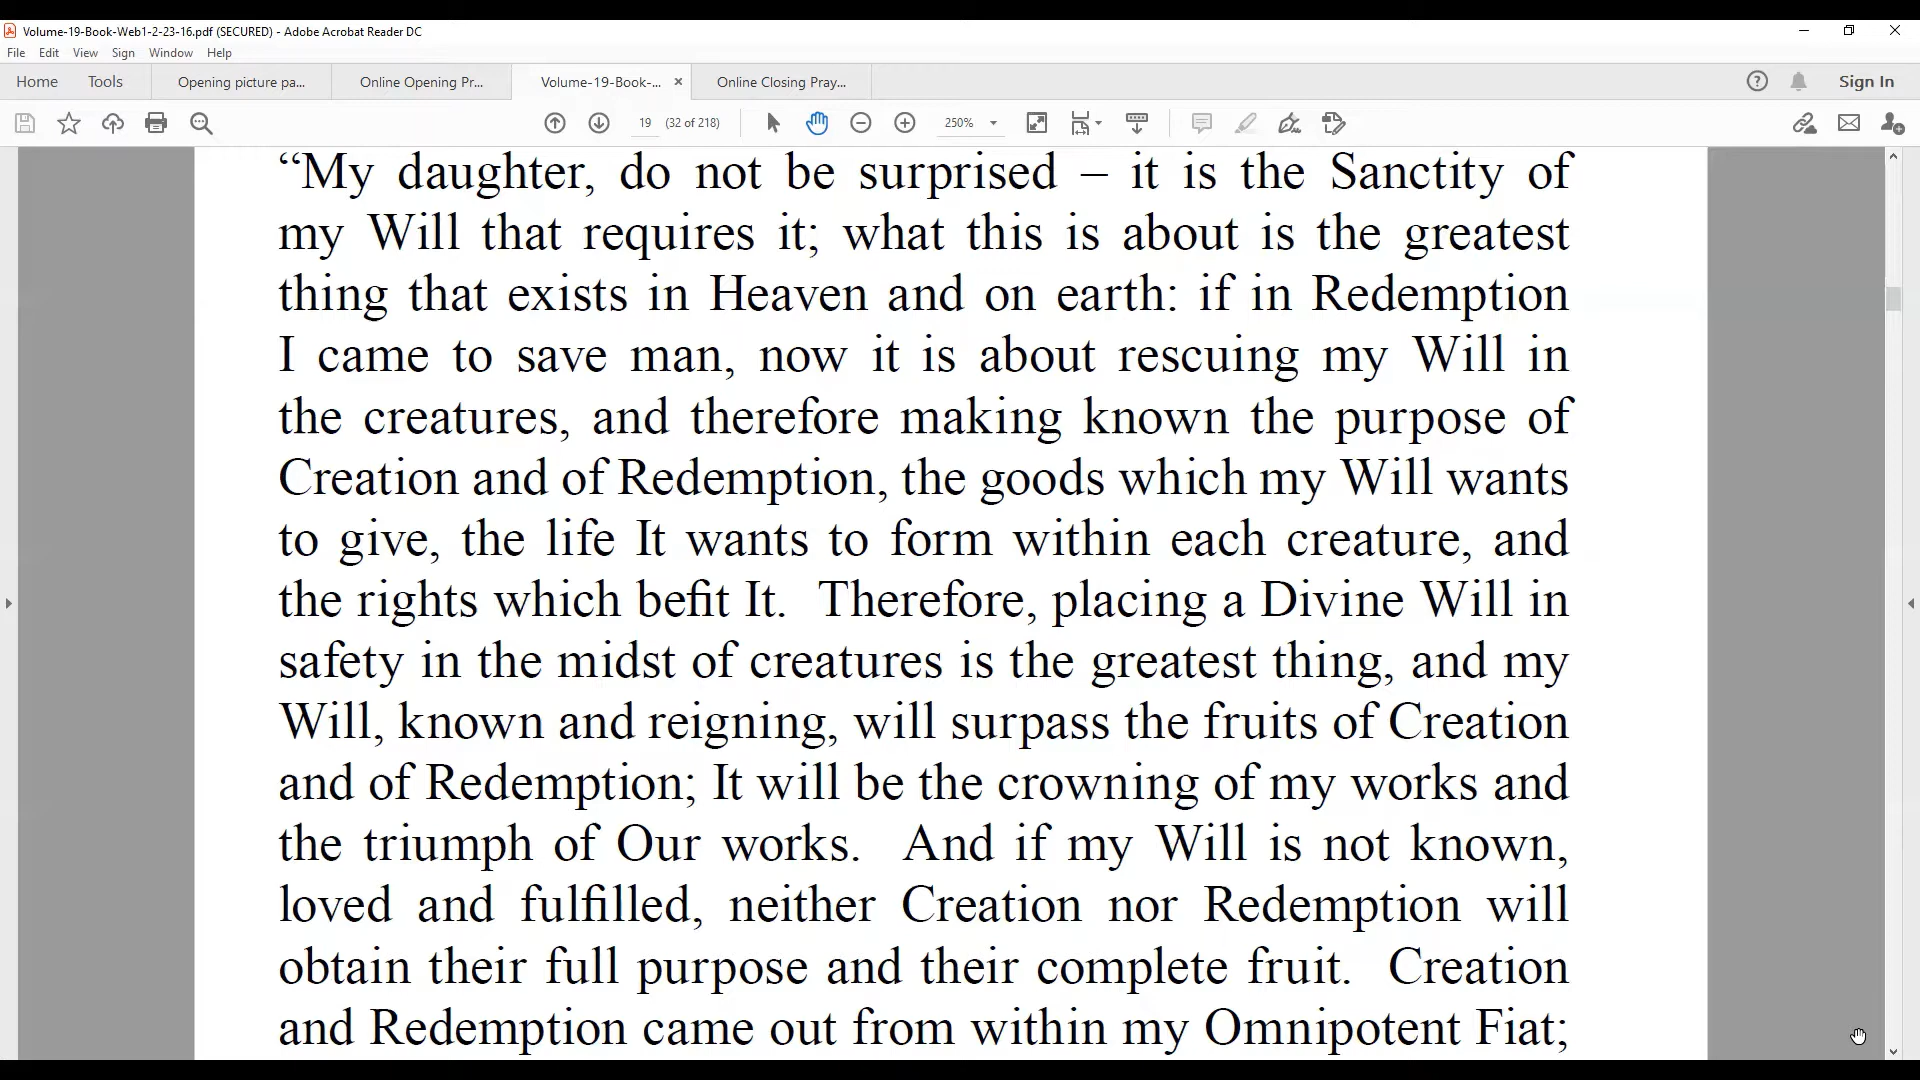 Volume-19-Book-Web1-2-23-16.pdf (SECURED) - Adobe Acrobat Reader DC
File Edit View Sign Window Help
Home Tools Opening picture pa... Online Opening Pr... Volume-19-Book-... × Online Closing Pray... Sign In
19 (32 of 218) 250%
“My daughter, do not be surprised – it is the Sanctity of
my Will that requires it; what this is about is the greatest
thing that exists in Heaven and on earth: if in Redemption
I came to save man, now it is about rescuing my Will in
the creatures, and therefore making known the purpose of
Creation and of Redemption, the goods which my Will wants
to give, the life It wants to form within each creature, and
the rights which befit It.  Therefore, placing a Divine Will in
safety in the midst of creatures is the greatest thing, and my
Will, known and reigning, will surpass the fruits of Creation
and of Redemption; It will be the crowning of my works and
the triumph of Our works.  And if my Will is not known,
loved and fulfilled, neither Creation nor Redemption will
obtain their full purpose and their complete fruit.  Creation
and Redemption came out from within my Omnipotent Fiat;